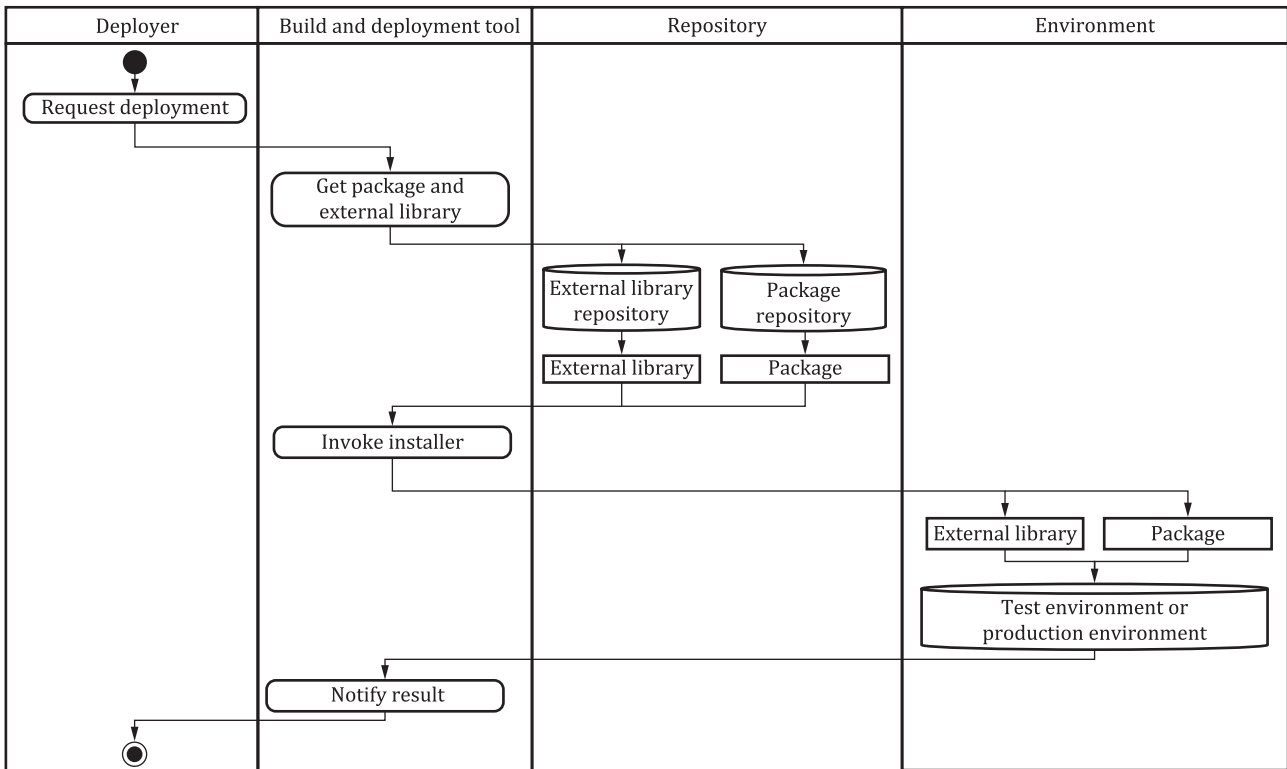 Deployer
Build and deployment tool
Repository
Environment
Request deployment
Get package and
external library
External library
repository
Package
repository
External library
Package
Invoke installer
External library
Package
Test environment or
production environment
Notify result